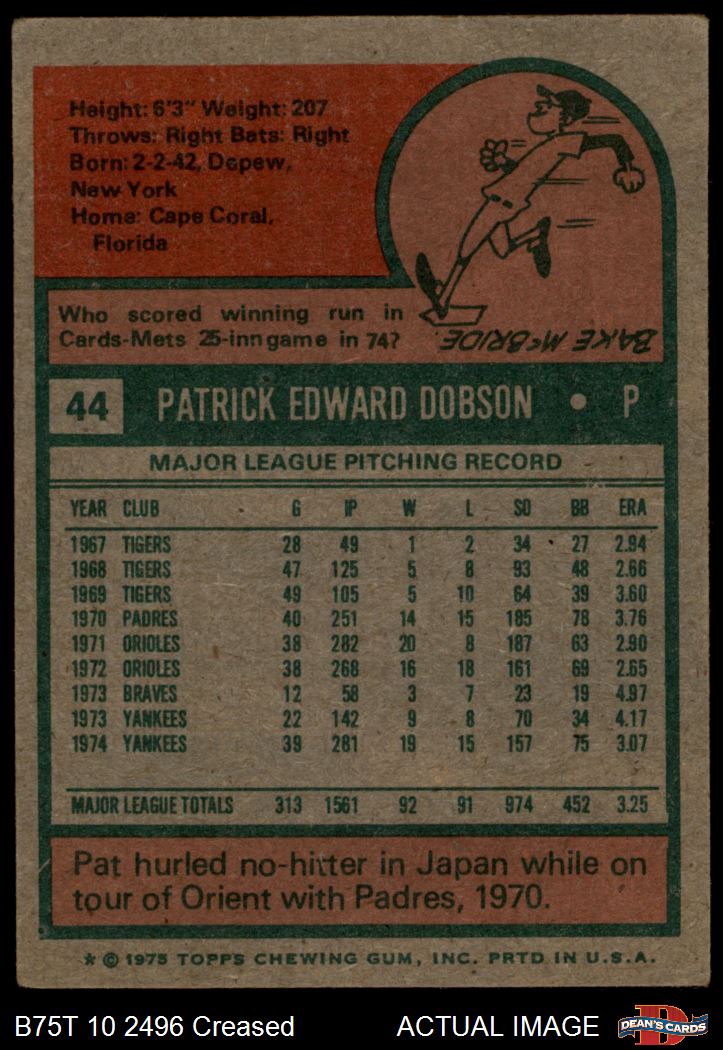 Height: 6'3" Weight: 207
Throws: Right Bats: Right
Born: 2-2-42, Depew,
New York
Home: Cape Coral,
Florida
Who scored winning run in
Cards-Mets 25-inn game in 74?
BAKE McBRIDE.
44 PATRICK EDWARD DOBSON • P
MAJOR LEAGUE PITCHING RECORD
YEAR CLUB G IP W L SO BB ERA
1967 TIGERS 28 49 1 2 34 27 2.94
1968 TIGERS 47 125 5 8 93 48 2.66
1969 TIGERS 49 105 5 10 64 39 3.60
1970 PADRES 40 251 14 15 185 78 3.76
1971 ORIOLES 38 282 20 8 187 63 2.90
1972 ORIOLES 38 268 16 18 161 69 2.65
1973 BRAVES 12 58 3 7 23 19 4.97
1973 YANKEES 22 142 9 8 70 34 4.17
1974 YANKEES 39 281 19 15 157 75 3.07
MAJOR LEAGUE TOTALS 313 1561 92 91 974 452 3.25
Pat hurled no-hitter in Japan while on
tour of Orient with Padres, 1970.
* © 1975 TOPPS CHEWING GUM, INC. PRTD IN U.S.A.
B75T 10 2496 Creased ACTUAL IMAGE
D
DEAN'S CARDS